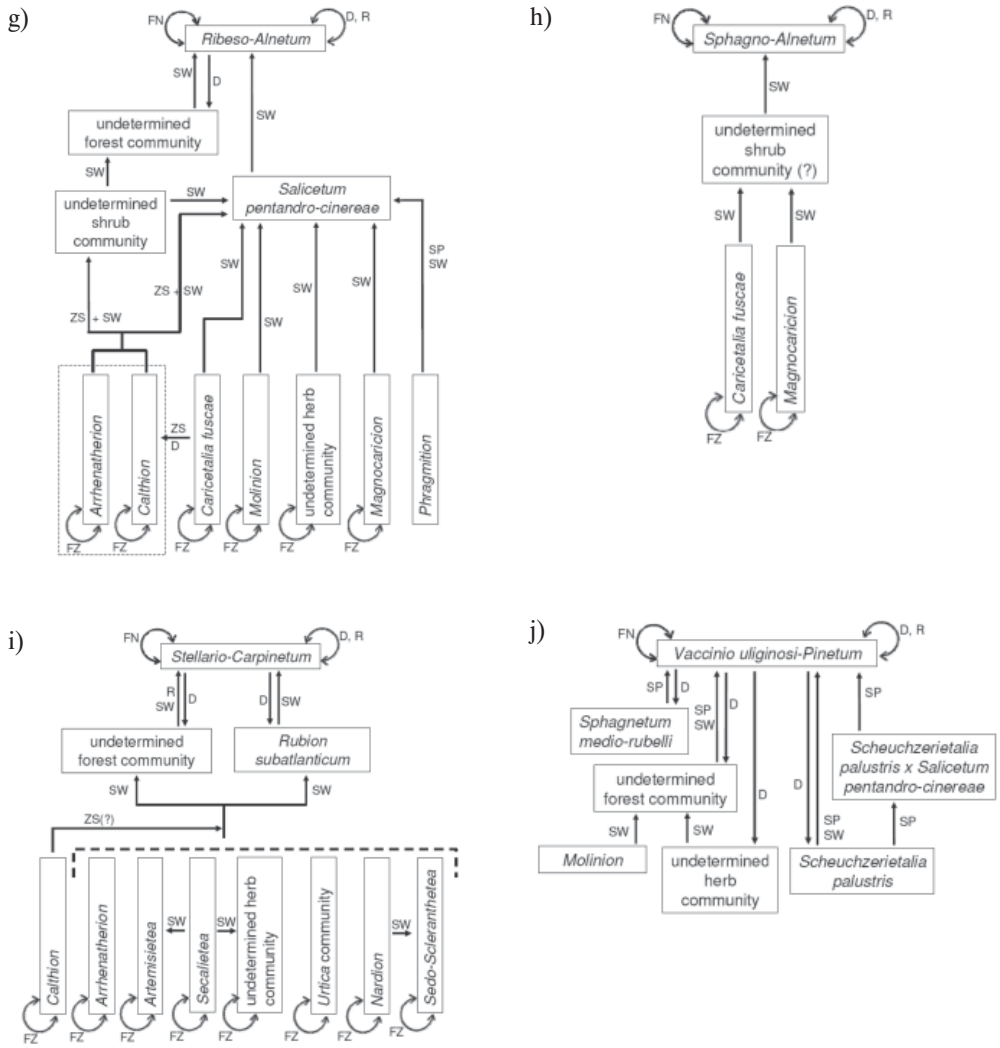 g)
FN
D, R
Ribeso-Alnetum
SW
D
SW
undetermined
forest community
SW
undetermined
shrub
community
SW
Salicetum
pentandro-cinereae
ZS + SW
ZS + SW
SW
SW
SW
SW
SP
SW
Arrhenatherion
Calthion
ZS
D
Caricetalia fuscae
Molinion
undetermined herb
community
Magnocaricion
Phragmition
FZ
FZ
FZ
FZ
FZ
FZ
h)
FN
D, R
Sphagno-Alnetum
SW
undetermined
shrub
community (?)
SW
SW
Caricetalia fuscae
Magnocaricion
FZ
FZ
i)
FN
D, R
Stellario-Carpinetum
R
SW
D
D
SW
undetermined
forest community
Rubion
subatlanticum
SW
SW
ZS(?)
Calthion
Arrhenatherion
Artemisietea
SW
Secalietea
SW
undetermined herb
community
Urtica community
Nardion
SW
Sedo-Scleranthetea
FZ
FZ
FZ
FZ
FZ
FZ
FZ
FZ
j)
FN
D, R
Vaccinio uliginosi-Pinetum
SP
D
SP
SW
D
D
D
SP
SW
SP
Sphagnetum
medio-rubelli
undetermined
forest community
Scheuchzerietalia
palustris x Salicetum
pentandro-cinereae
SW
SW
SP
Molinion
undetermined
herb
community
Scheuchzerietalia
palustris